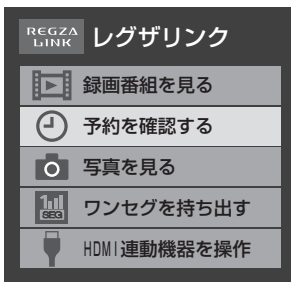 REGZA
LINK
レグザリンク
録画番組を見る
予約を確認する
写真を見る
1
SEG
ワンセグを持ち出す
HDMI連動機器を操作